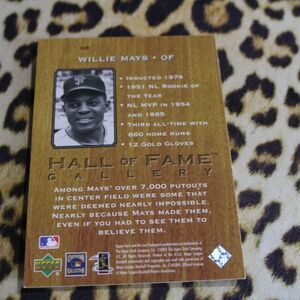 WILLIE MAYS • OF
• INDUCTED 1979
• 1951 NL ROOKIE OF
THE YEAR
• NL MVP IN 1954
AND 1965
• THIRD ALL-TIME WITH
660 HOME RUNS
• 12 GOLD GLOVES
HALL OF FAME
GALLERY
AMONG MAYS' OVER 7,000 PUTOUTS
IN CENTER FIELD WERE SOME THAT
WERE DEEMED NEARLY IMPOSSIBLE.
NEARLY BECAUSE MAYS MADE THEM,
EVEN IF YOU HAD TO SEE THEM TO
BELIEVE THEM.